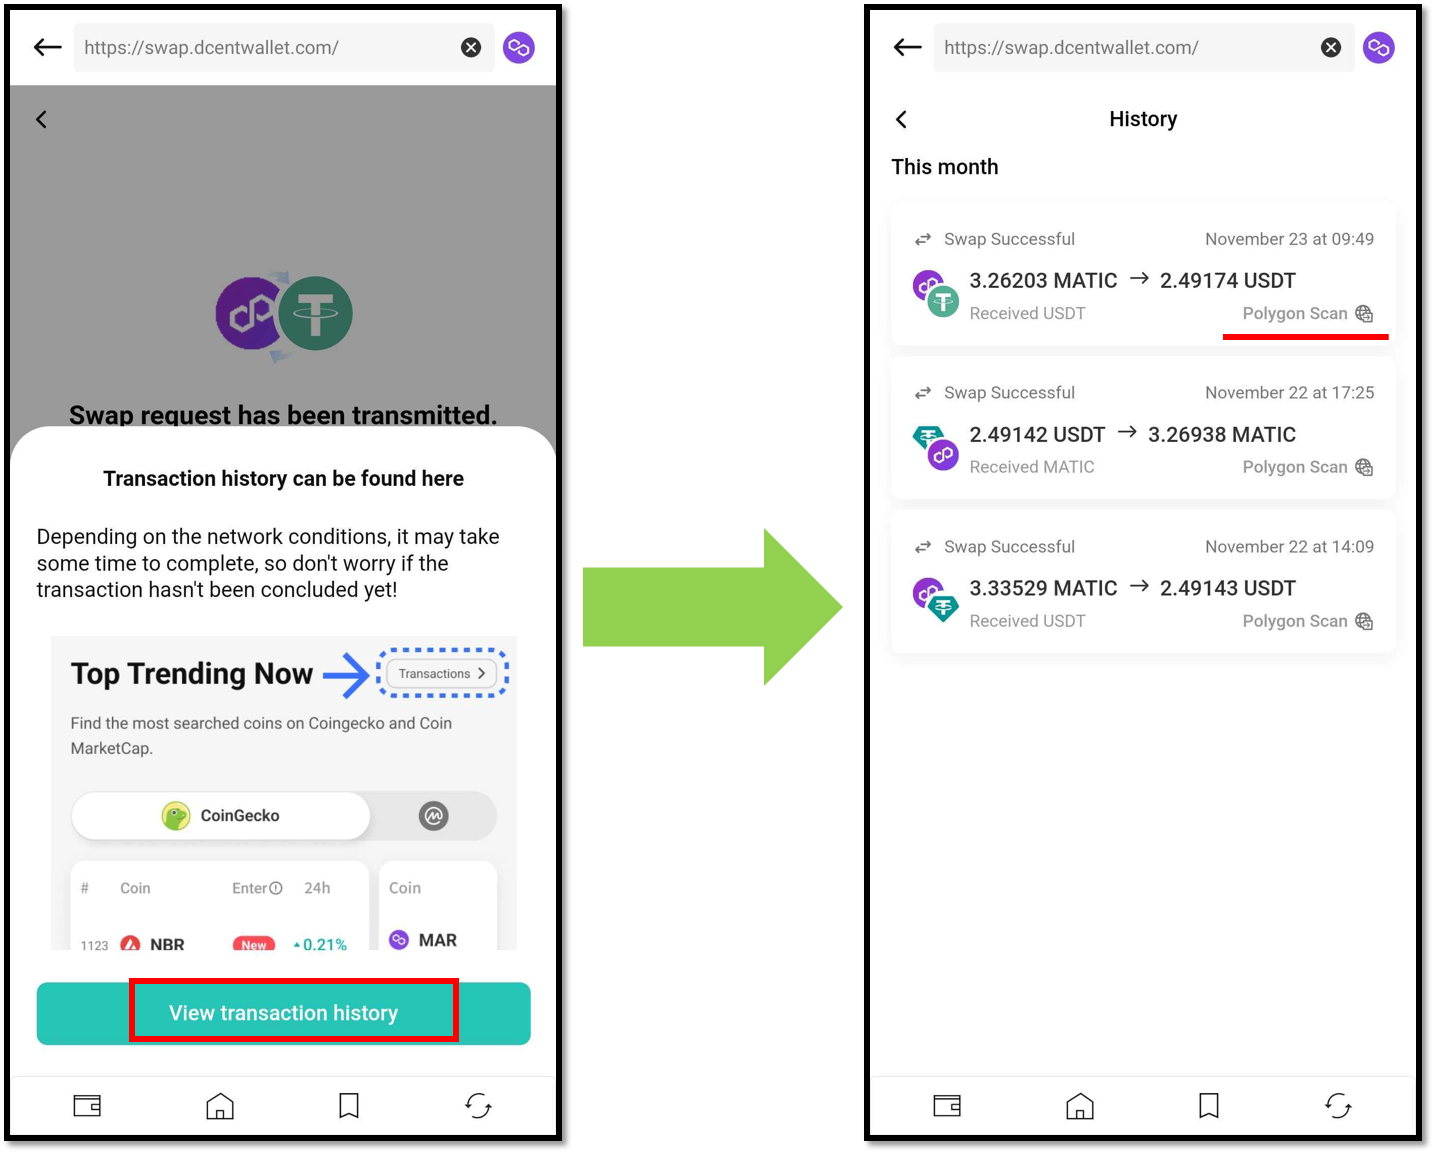 https://swap.dcentwallet.com/
Swap request has been transmitted.
Transaction history can be found here
Depending on the network conditions, it may take
some time to complete, so don't worry if the
transaction hasn't been concluded yet!
Top Trending Now
Transactions
Find the most searched coins on Coingecko and Coin
MarketCap.
CoinGecko
# Coin Enter 24h Coin
1123 NBR New 0.21% MAR
View transaction history
https://swap.dcentwallet.com/
History
This month
Swap Successful November 23 at 09:49
3.26203 MATIC → 2.49174 USDT
Received USDT Polygon Scan
Swap Successful November 22 at 17:25
2.49142 USDT → 3.26938 MATIC
Received MATIC Polygon Scan
Swap Successful November 22 at 14:09
3.33529 MATIC → 2.49143 USDT
Received USDT Polygon Scan